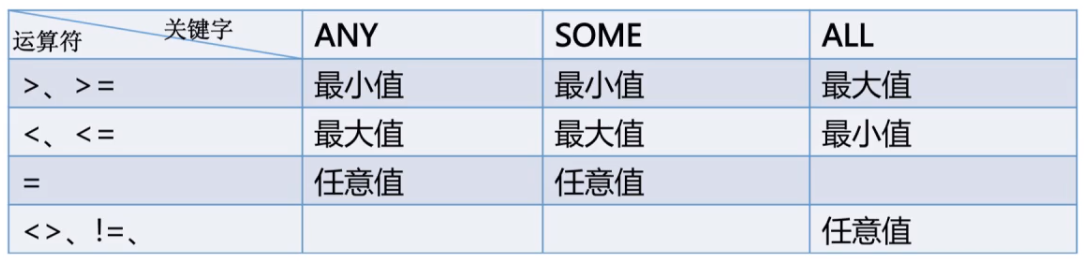 运算符 关键字 ANY SOME ALL
>、>= 最小值 最小值 最大值
<、<= 最大值 最大值 最小值
= 任意值 任意值
<>、!=、 任意值